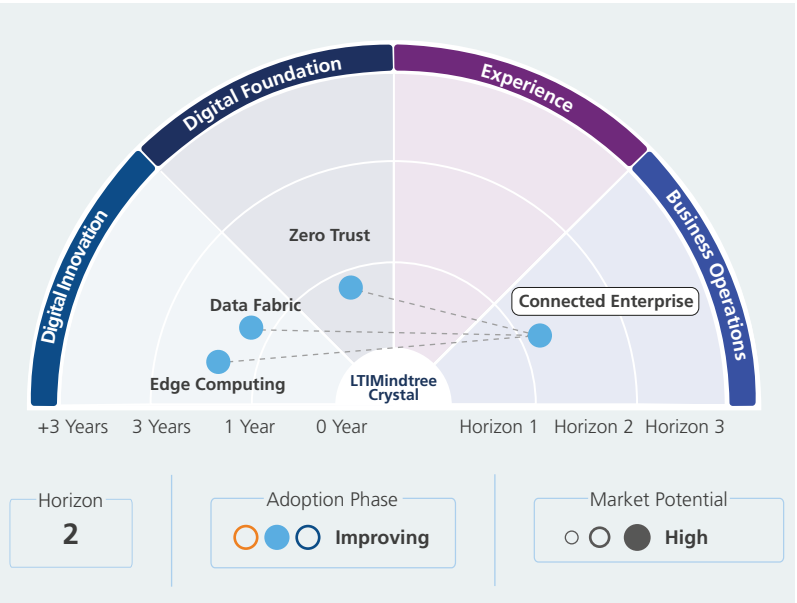 Digital Foundation
Experience
Digital Innovation
Business Operations
Zero Trust
Data Fabric
Connected Enterprise
Edge Computing
LTIMindtree
Crystal
+3 Years
3 Years
1 Year
0 Year
Horizon 1
Horizon 2
Horizon 3
Horizon
2
Adoption Phase
Improving
Market Potential
High